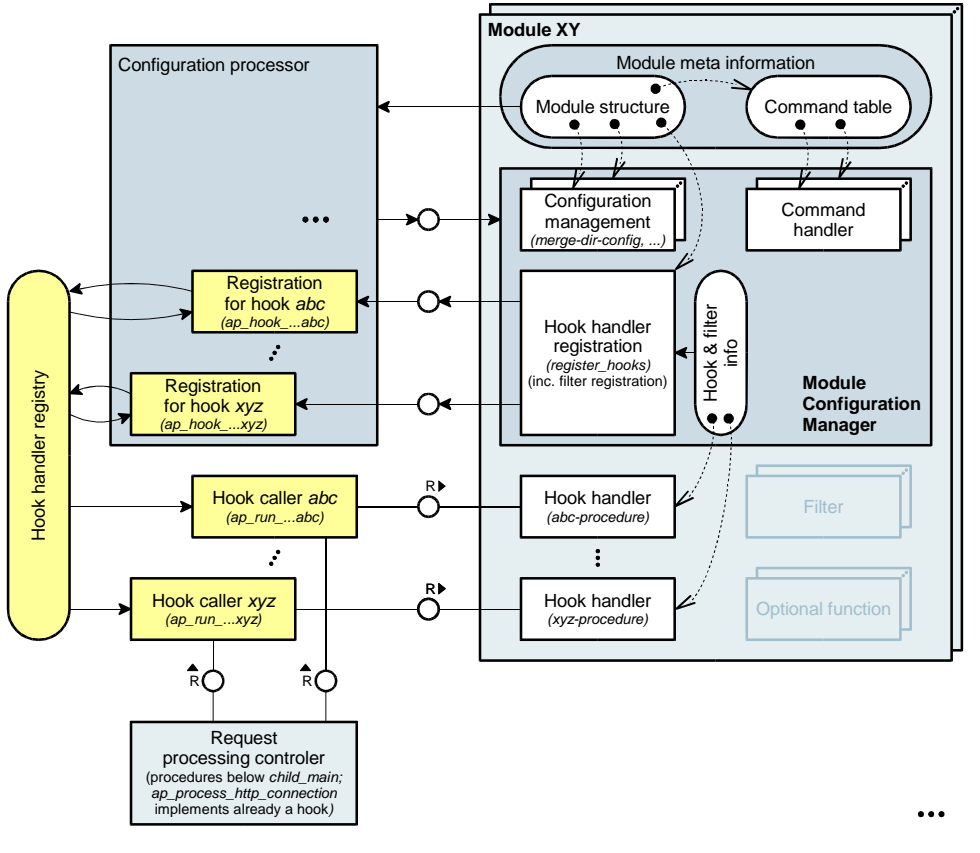 Module XY
Configuration processor
Module meta information
Module structure
Command table
Configuration
management
(merge-dir-config, ...)
Command
handler
Registration
for hook abc
(ap_hook_...abc)
Hook handler
registration
(register_hooks)
(inc. filter registration)
Hook & filter
info
Registration
for hook xyz
(ap_hook_...xyz)
Module
Configuration
Manager
Hook handler registry
Hook caller abc
(ap_run_...abc)
R
Hook handler
(abc-procedure)
Filter
Hook caller xyz
(ap_run_...xyz)
R
Hook handler
(xyz-procedure)
Optional function
R
R
Request
processing controler
(procedures below child_main;
ap_process_http_connection
implements already a hook)